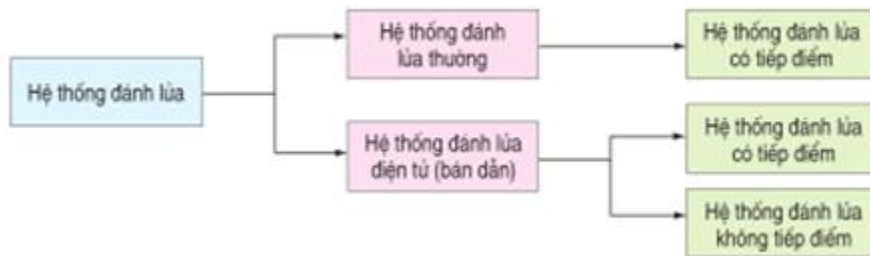 Hệ thống đánh lửa
Hệ thống đánh
lửa thường
Hệ thống đánh lửa
điện tử (bán dẫn)
Hệ thống đánh lửa
có tiếp điểm
Hệ thống đánh lửa
có tiếp điểm
Hệ thống đánh lửa
không tiếp điểm